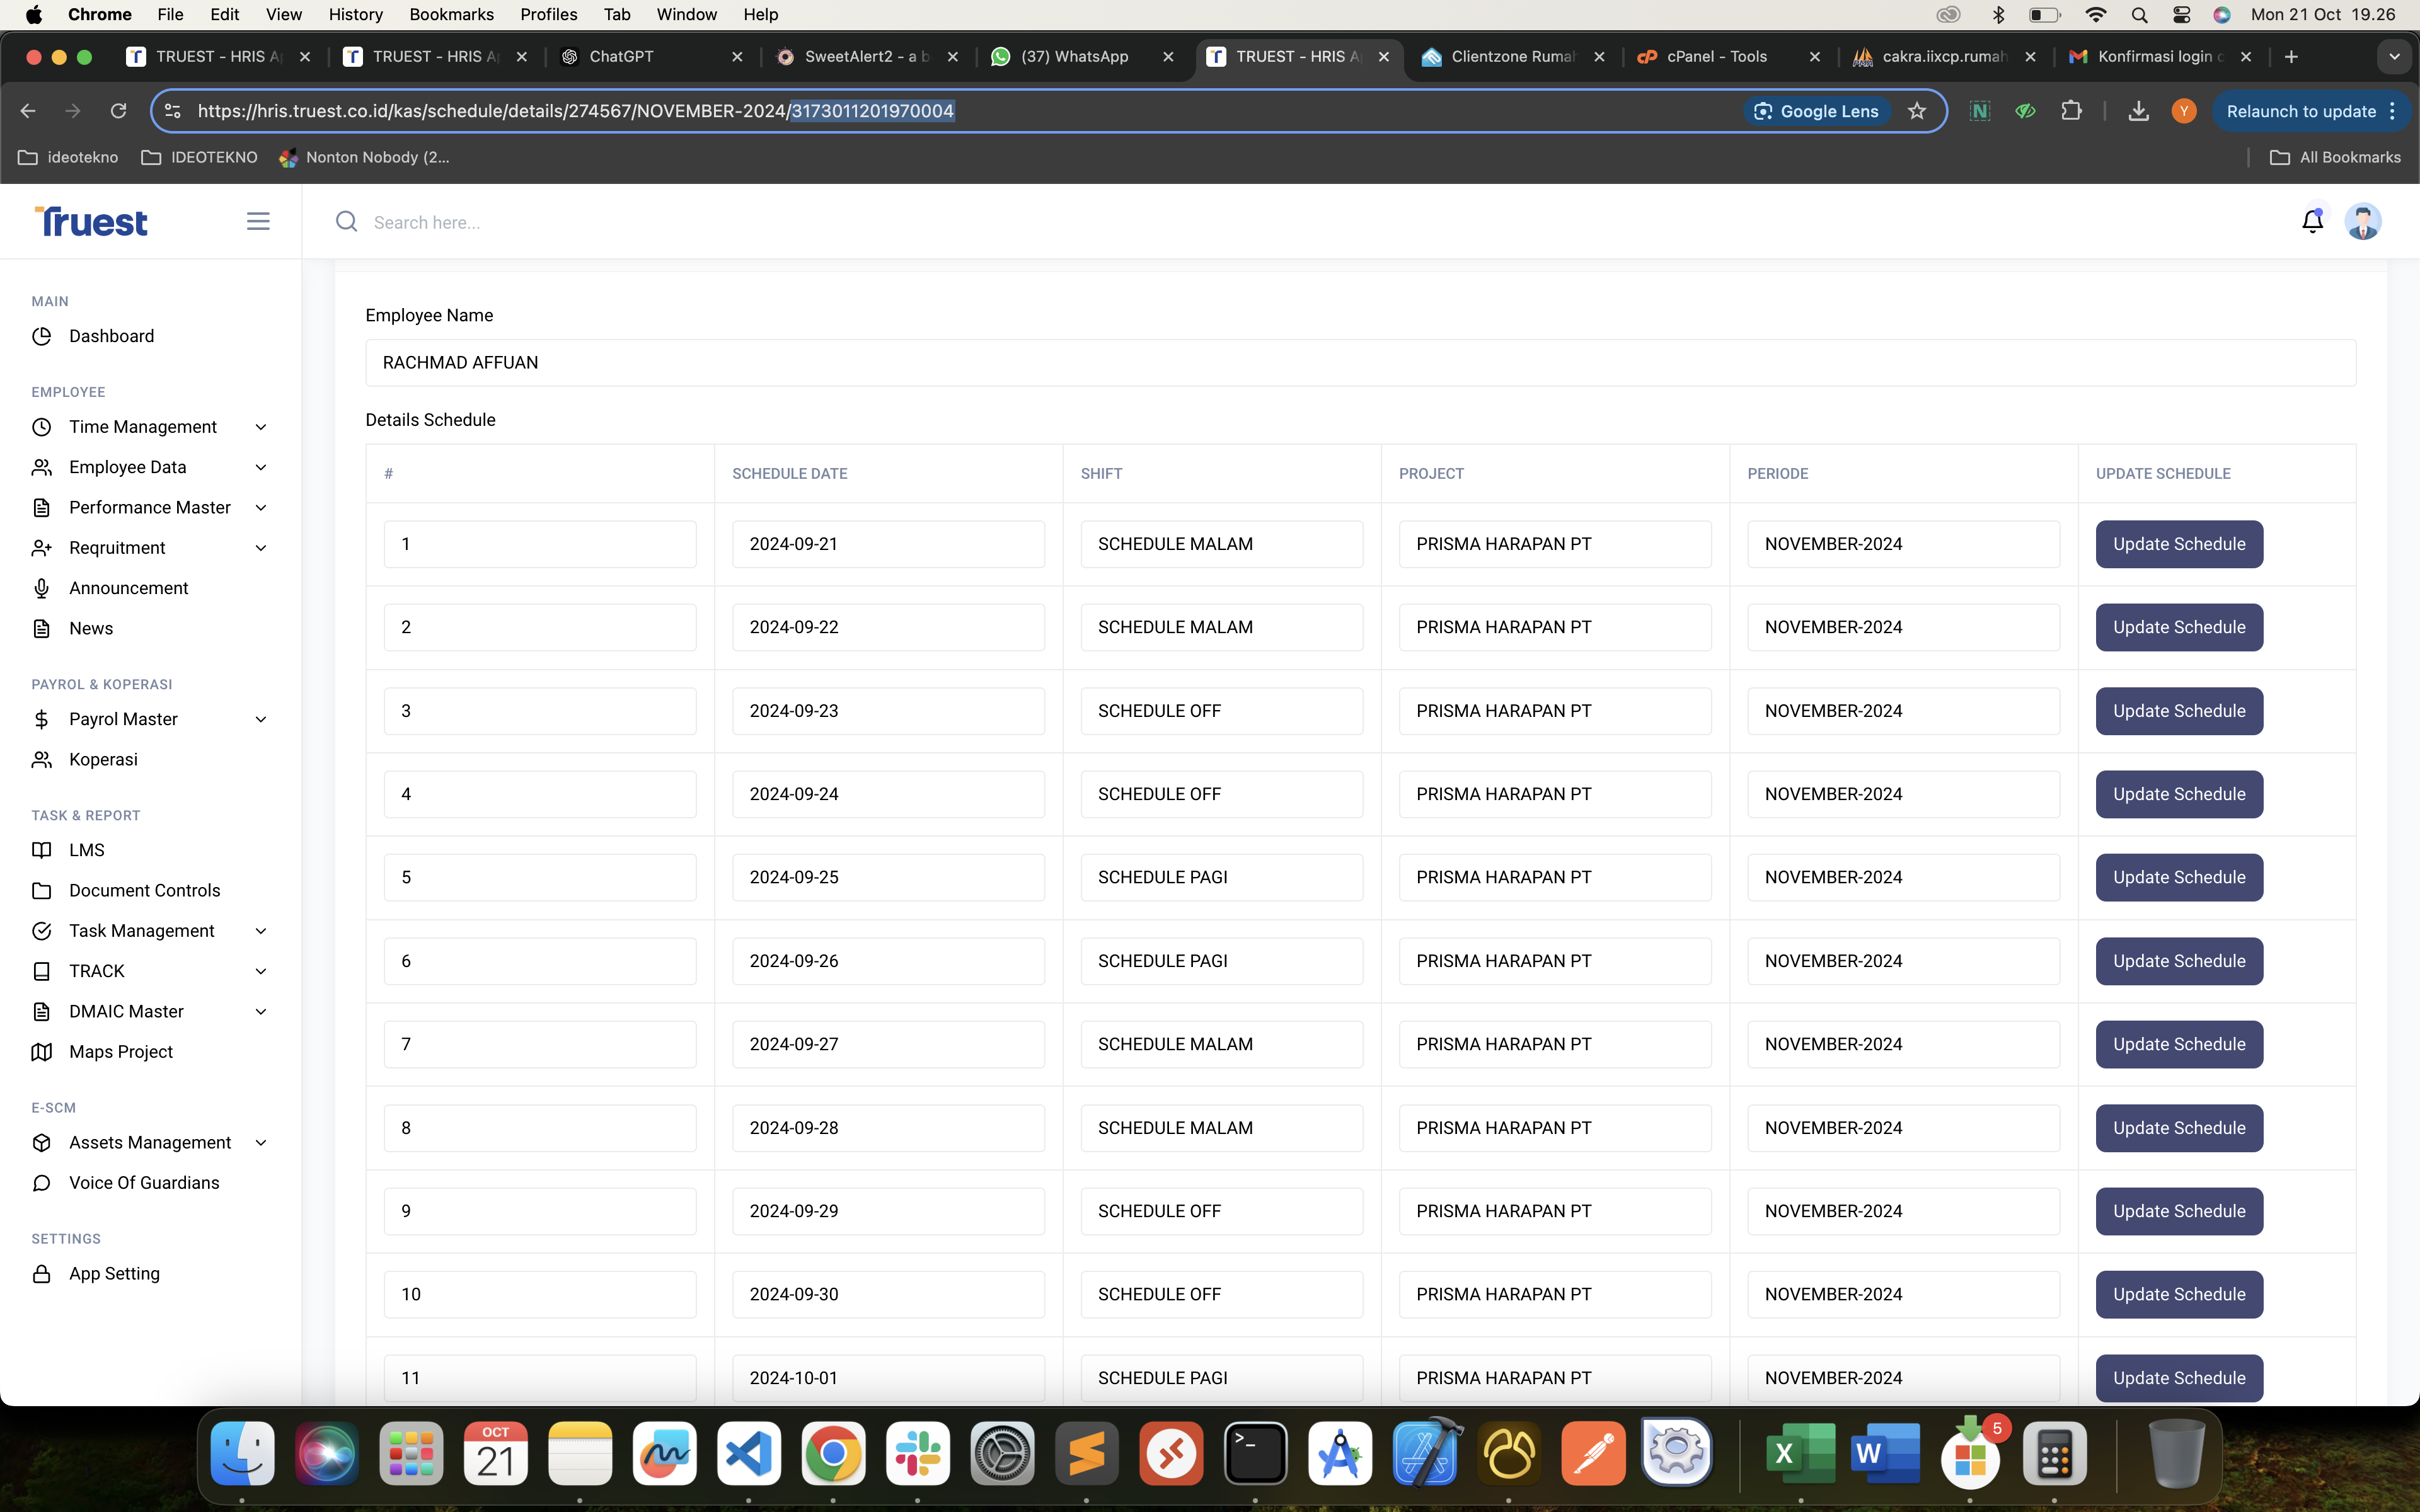 Chrome File Edit View History Bookmarks Profiles Tab Window Help Mon 21 Oct 19.26
TRUEST - HRIS A TRUEST - HRIS A ChatGPT SweetAlert2 - a b (37) WhatsApp TRUEST - HRIS A Clientzone Rumah cPanel - Tools cakra.iixcp.rumah Konfirmasi login
https://hris.truest.co.id/kas/schedule/details/274567/NOVEMBER-2024/3173011201970004 Google Lens N Y Relaunch to update
ideotekno IDEOTEKNO Nonton Nobody (2... All Bookmarks
Truest Search here...
MAIN
Dashboard
EMPLOYEE
Time Management
Employee Data
Performance Master
Reqruitment
Announcement
News
PAYROL & KOPERASI
Payrol Master
Koperasi
TASK & REPORT
LMS
Document Controls
Task Management
TRACK
DMAIC Master
Maps Project
E-SCM
Assets Management
Voice Of Guardians
SETTINGS
App Setting
Employee Name
RACHMAD AFFUAN
Details Schedule
# SCHEDULE DATE SHIFT PROJECT PERIODE UPDATE SCHEDULE
1 2024-09-21 SCHEDULE MALAM PRISMA HARAPAN PT NOVEMBER-2024 Update Schedule
2 2024-09-22 SCHEDULE MALAM PRISMA HARAPAN PT NOVEMBER-2024 Update Schedule
3 2024-09-23 SCHEDULE OFF PRISMA HARAPAN PT NOVEMBER-2024 Update Schedule
4 2024-09-24 SCHEDULE OFF PRISMA HARAPAN PT NOVEMBER-2024 Update Schedule
5 2024-09-25 SCHEDULE PAGI PRISMA HARAPAN PT NOVEMBER-2024 Update Schedule
6 2024-09-26 SCHEDULE PAGI PRISMA HARAPAN PT NOVEMBER-2024 Update Schedule
7 2024-09-27 SCHEDULE MALAM PRISMA HARAPAN PT NOVEMBER-2024 Update Schedule
8 2024-09-28 SCHEDULE MALAM PRISMA HARAPAN PT NOVEMBER-2024 Update Schedule
9 2024-09-29 SCHEDULE OFF PRISMA HARAPAN PT NOVEMBER-2024 Update Schedule
10 2024-09-30 SCHEDULE OFF PRISMA HARAPAN PT NOVEMBER-2024 Update Schedule
11 2024-10-01 SCHEDULE PAGI PRISMA HARAPAN PT NOVEMBER-2024 Update Schedule
OCT
21
X W 5